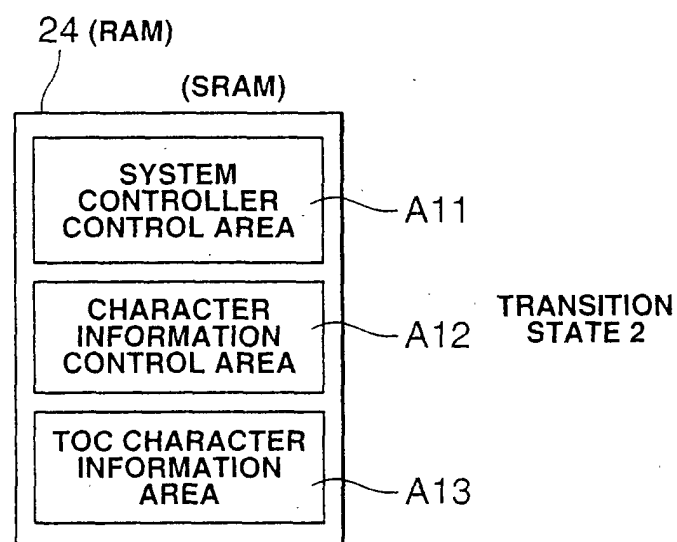 24 (RAM)
(SRAM)
SYSTEM
CONTROLLER
CONTROL AREA
A11
CHARACTER
INFORMATION
CONTROL AREA
A12
TRANSITION
STATE 2
TOC CHARACTER
INFORMATION
AREA
A13